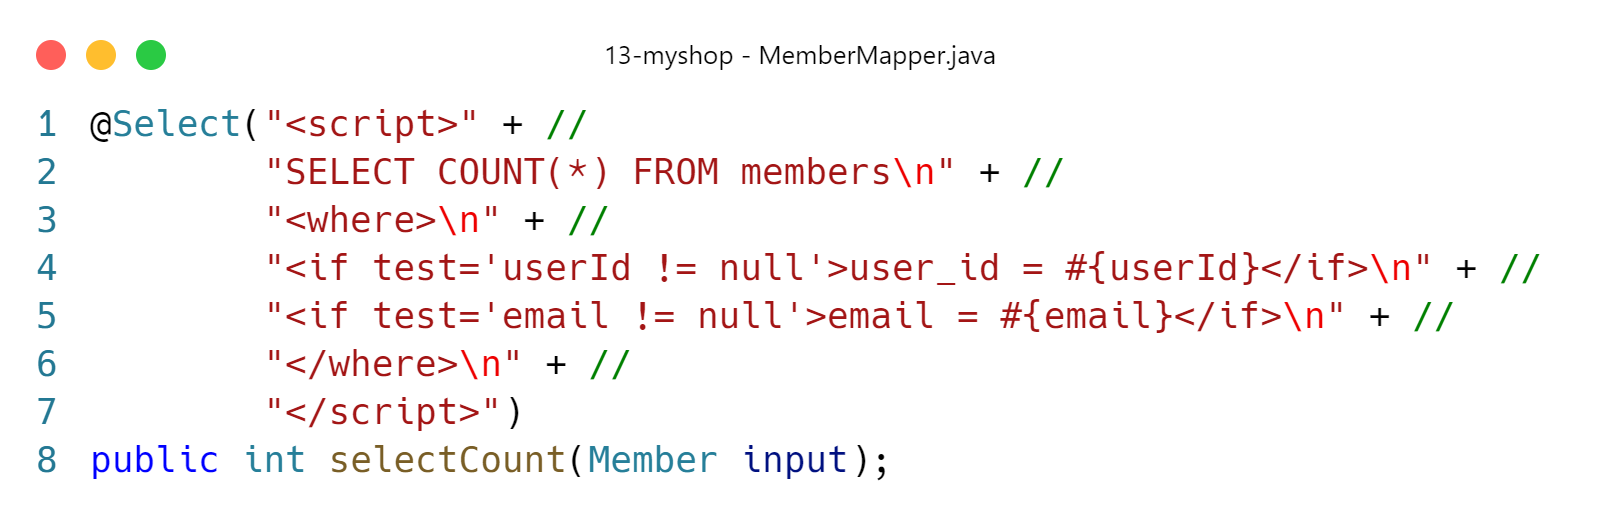 13-myshop - MemberMapper.java
1 @Select("<script>" + //
2 "SELECT COUNT(*) FROM members\n" + //
3 "<where>\n" + //
4 "<if test='userId != null'>user_id = #{userId}</if>\n" + //
5 "<if test='email != null'>email = #{email}</if>\n" + //
6 "</where>\n" + //
7 "</script>")
8 public int selectCount(Member input);